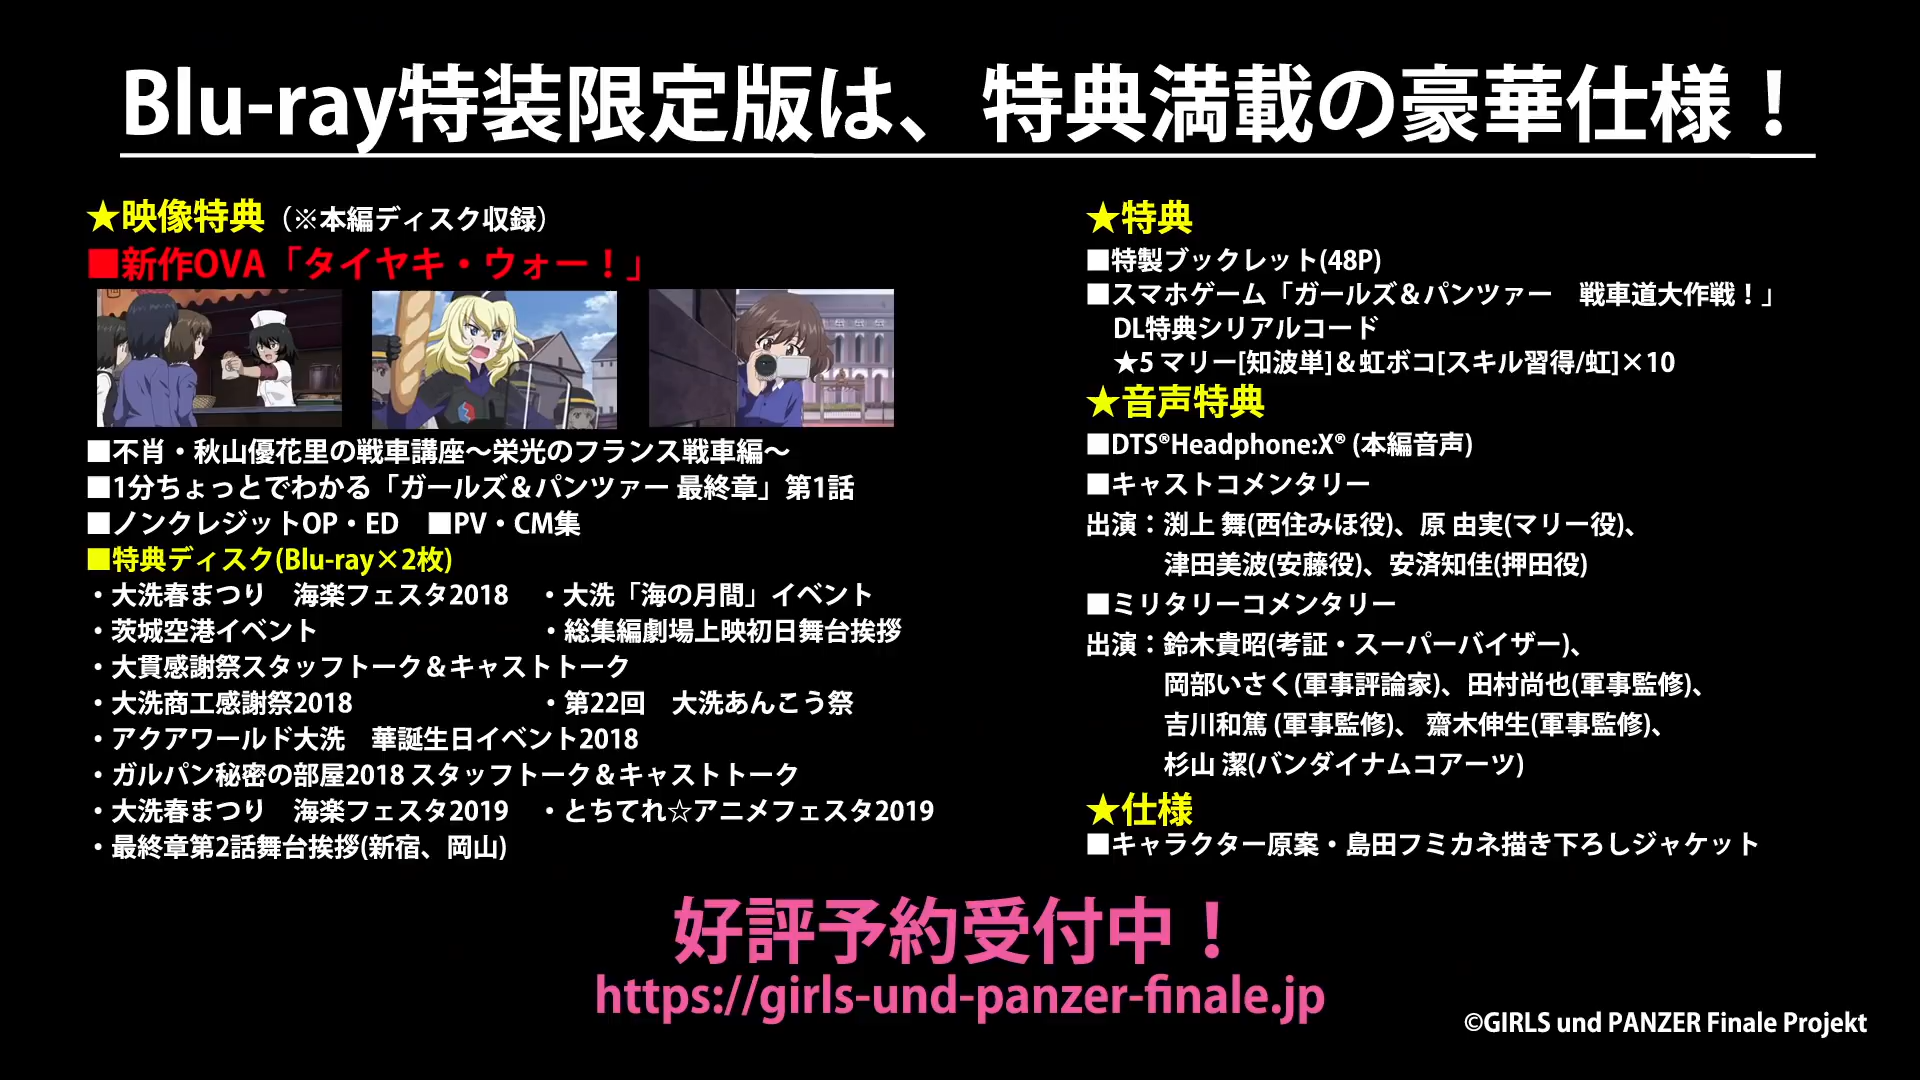 Blu-ray特装限定版は、特典満載の豪華仕様！
★映像特典（※本編ディスク収録）
■新作OVA「タイヤキ・ウォー！」
■不肖・秋山優花里の戦車講座～栄光のフランス戦車編～
■1分ちょっとでわかる「ガールズ＆パンツァー 最終章」第1話
■ノンクレジットOP・ED　■PV・CM集
■特典ディスク(Blu-ray×2枚)
・大洗春まつり　海楽フェスタ2018　・大洗「海の月間」イベント
・茨城空港イベント　・総集編劇場上映初日舞台挨拶
・大貫感謝祭スタッフトーク＆キャストトーク
・大洗商工感謝祭2018　・第22回　大洗あんこう祭
・アクアワールド大洗　華誕生日イベント2018
・ガルパン秘密の部屋2018 スタッフトーク＆キャストトーク
・大洗春まつり　海楽フェスタ2019　・とちてれ☆アニメフェスタ2019
・最終章第2話舞台挨拶(新宿、岡山)
★特典
■特製ブックレット(48P)
■スマホゲーム「ガールズ＆パンツァー　戦車道大作戦！」
DL特典シリアルコード
★5 マリー[知波単]＆虹ボコ[スキル習得/虹]×10
★音声特典
■DTS®Headphone:X® (本編音声)
■キャストコメンタリー
出演：渕上 舞(西住みほ役)、原 由実(マリー役)、
津田美波(安藤役)、安済知佳(押田役)
■ミリタリーコメンタリー
出演：鈴木貴昭(考証・スーパーバイザー)、
岡部いさく(軍事評論家)、田村尚也(軍事監修)、
吉川和篤 (軍事監修)、 齋木伸生(軍事監修)、
杉山 潔(バンダイナムコアーツ)
★仕様
■キャラクター原案・島田フミカネ描き下ろしジャケット
好評予約受付中！
https://girls-und-panzer-finale.jp
©GIRLS und PANZER Finale Projekt